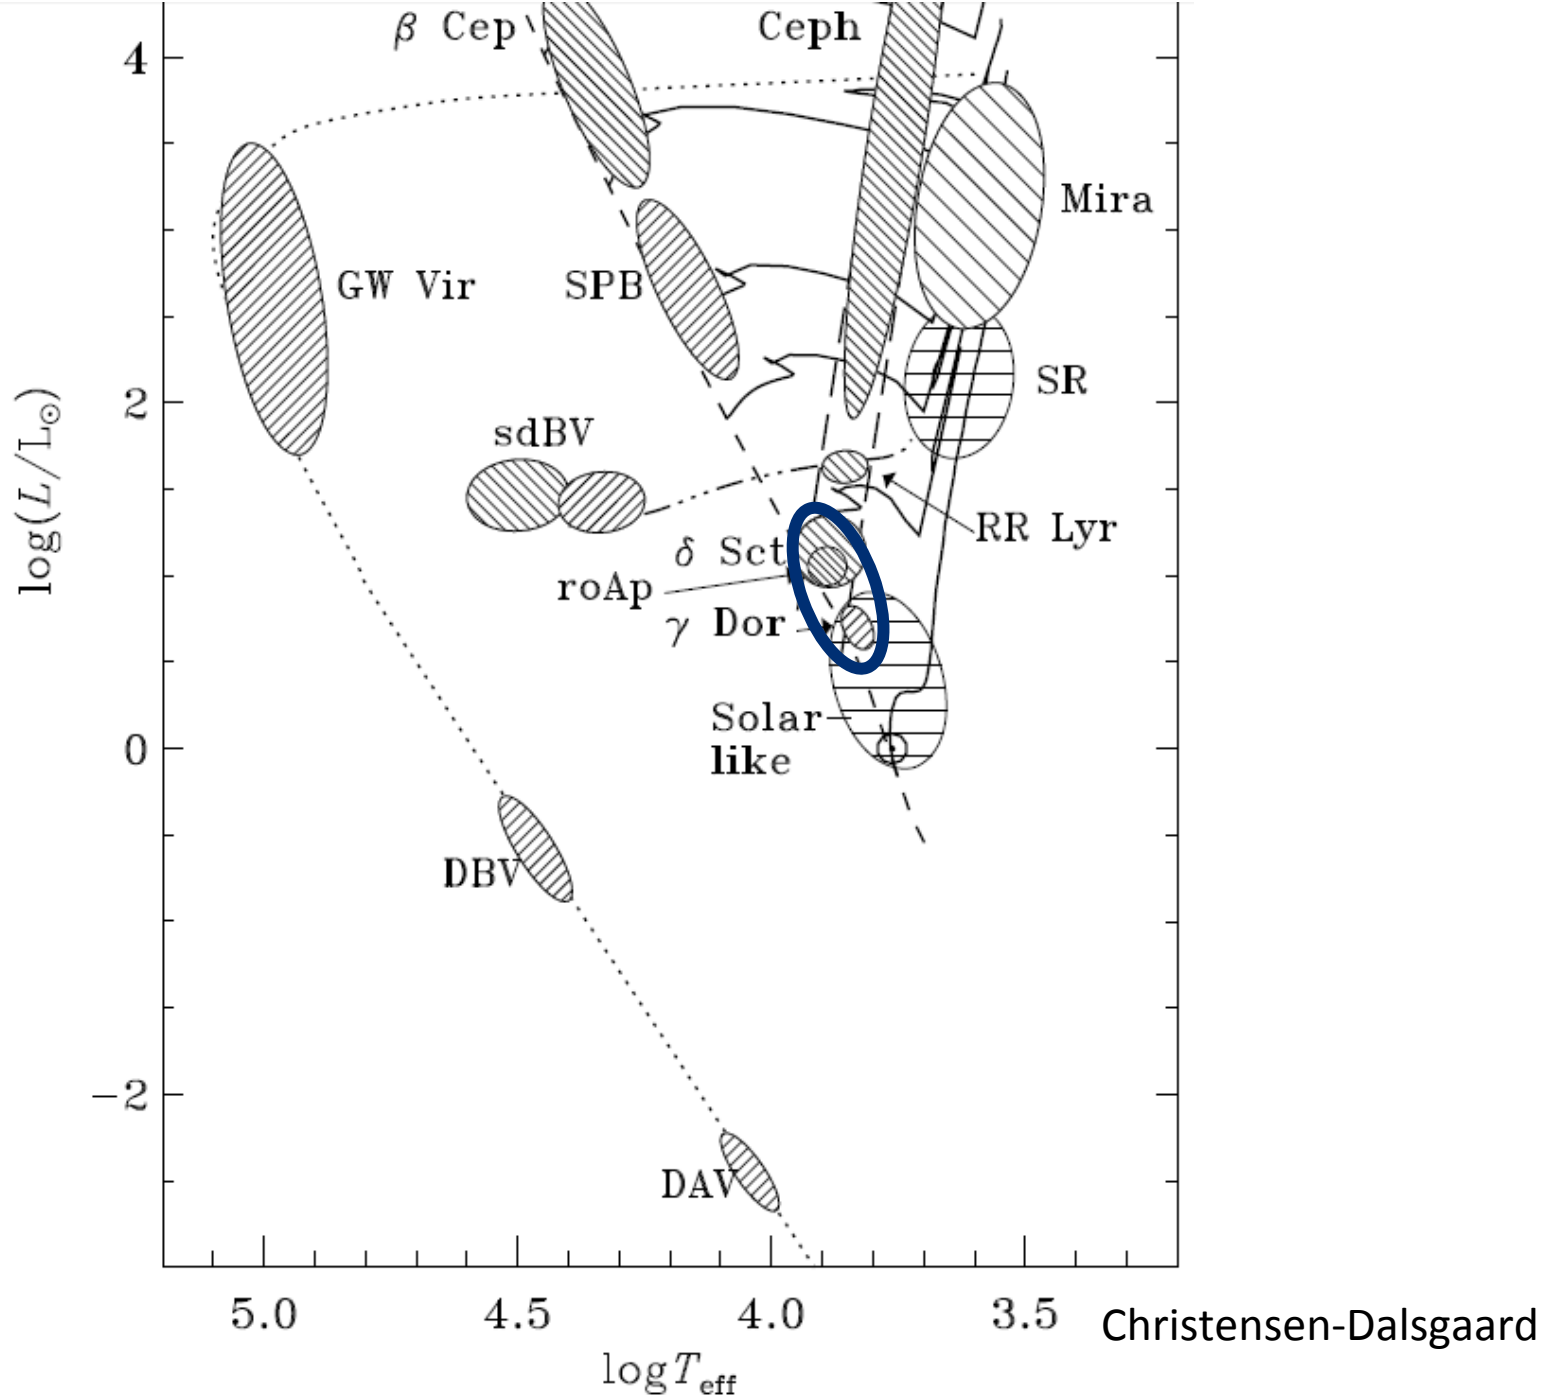 β Cep
Ceph
4
Mira
GW Vir
SPB
SR
2
sdBV
RR Lyr
δ Sct
roAp
γ Dor
Solar
like
0
DBV
−2
DAV
log(L/L⊙)
5.0 4.5 4.0 3.5
log Teff
Christensen-Dalsgaard